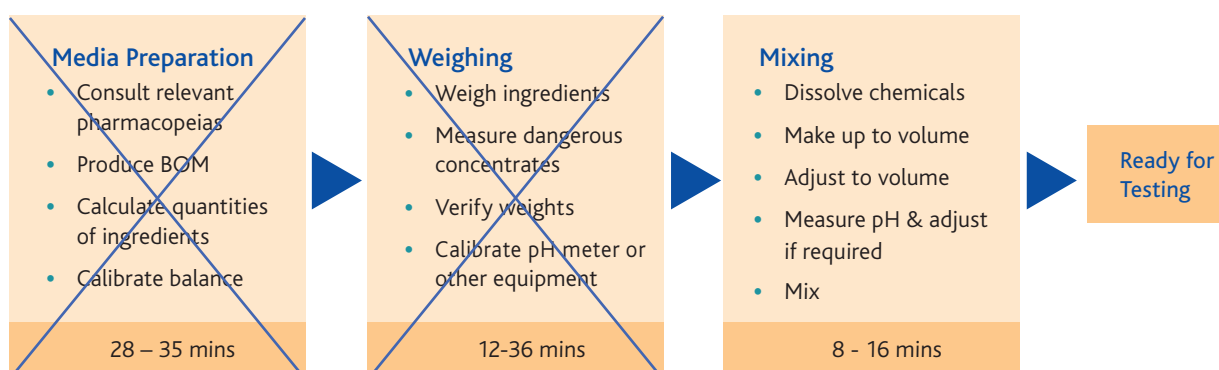 Media Preparation
• Consult relevant
pharmacopeias
• Produce BOM
• Calculate quantities
of ingredients
• Calibrate balance
28 – 35 mins
Weighing
• Weigh ingredients
• Measure dangerous
concentrates
• Verify weights
• Calibrate pH meter or
other equipment
12-36 mins
Mixing
• Dissolve chemicals
• Make up to volume
• Adjust to volume
• Measure pH & adjust
if required
• Mix
8 - 16 mins
Ready for
Testing